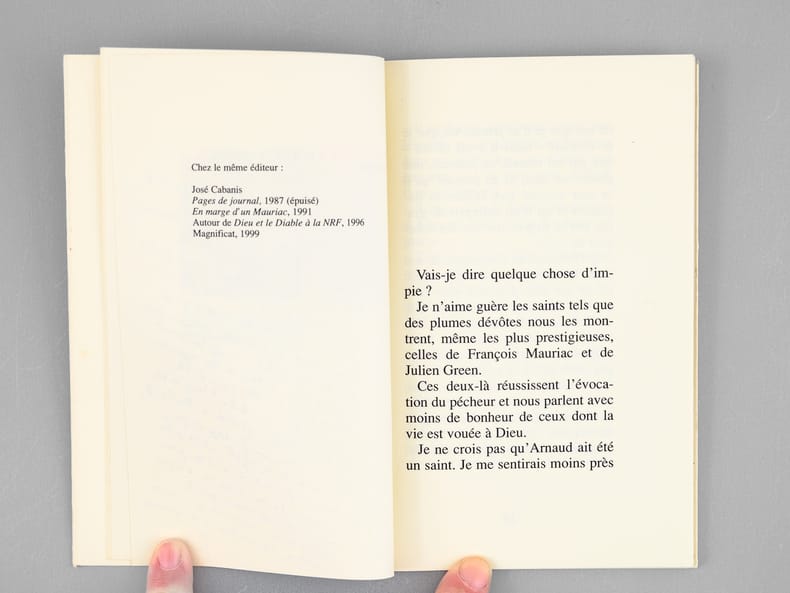 Chez le même éditeur :
José Cabanis
Pages de journal, 1987 (épuisé)
En marge d'un Mauriac, 1991
Autour de Dieu et le Diable à la NRF, 1996
Magnificat, 1999
Vais-je dire quelque chose d'im-
pie ?
Je n'aime guère les saints tels que
des plumes dévôtes nous les mon-
trent, même les plus prestigieuses,
celles de François Mauriac et de
Julien Green.
Ces deux-là réussissent l'évoca-
tion du pécheur et nous parlent avec
moins de bonheur de ceux dont la
vie est vouée à Dieu.
Je ne crois pas qu'Arnaud ait été
un saint. Je me sentirais moins près